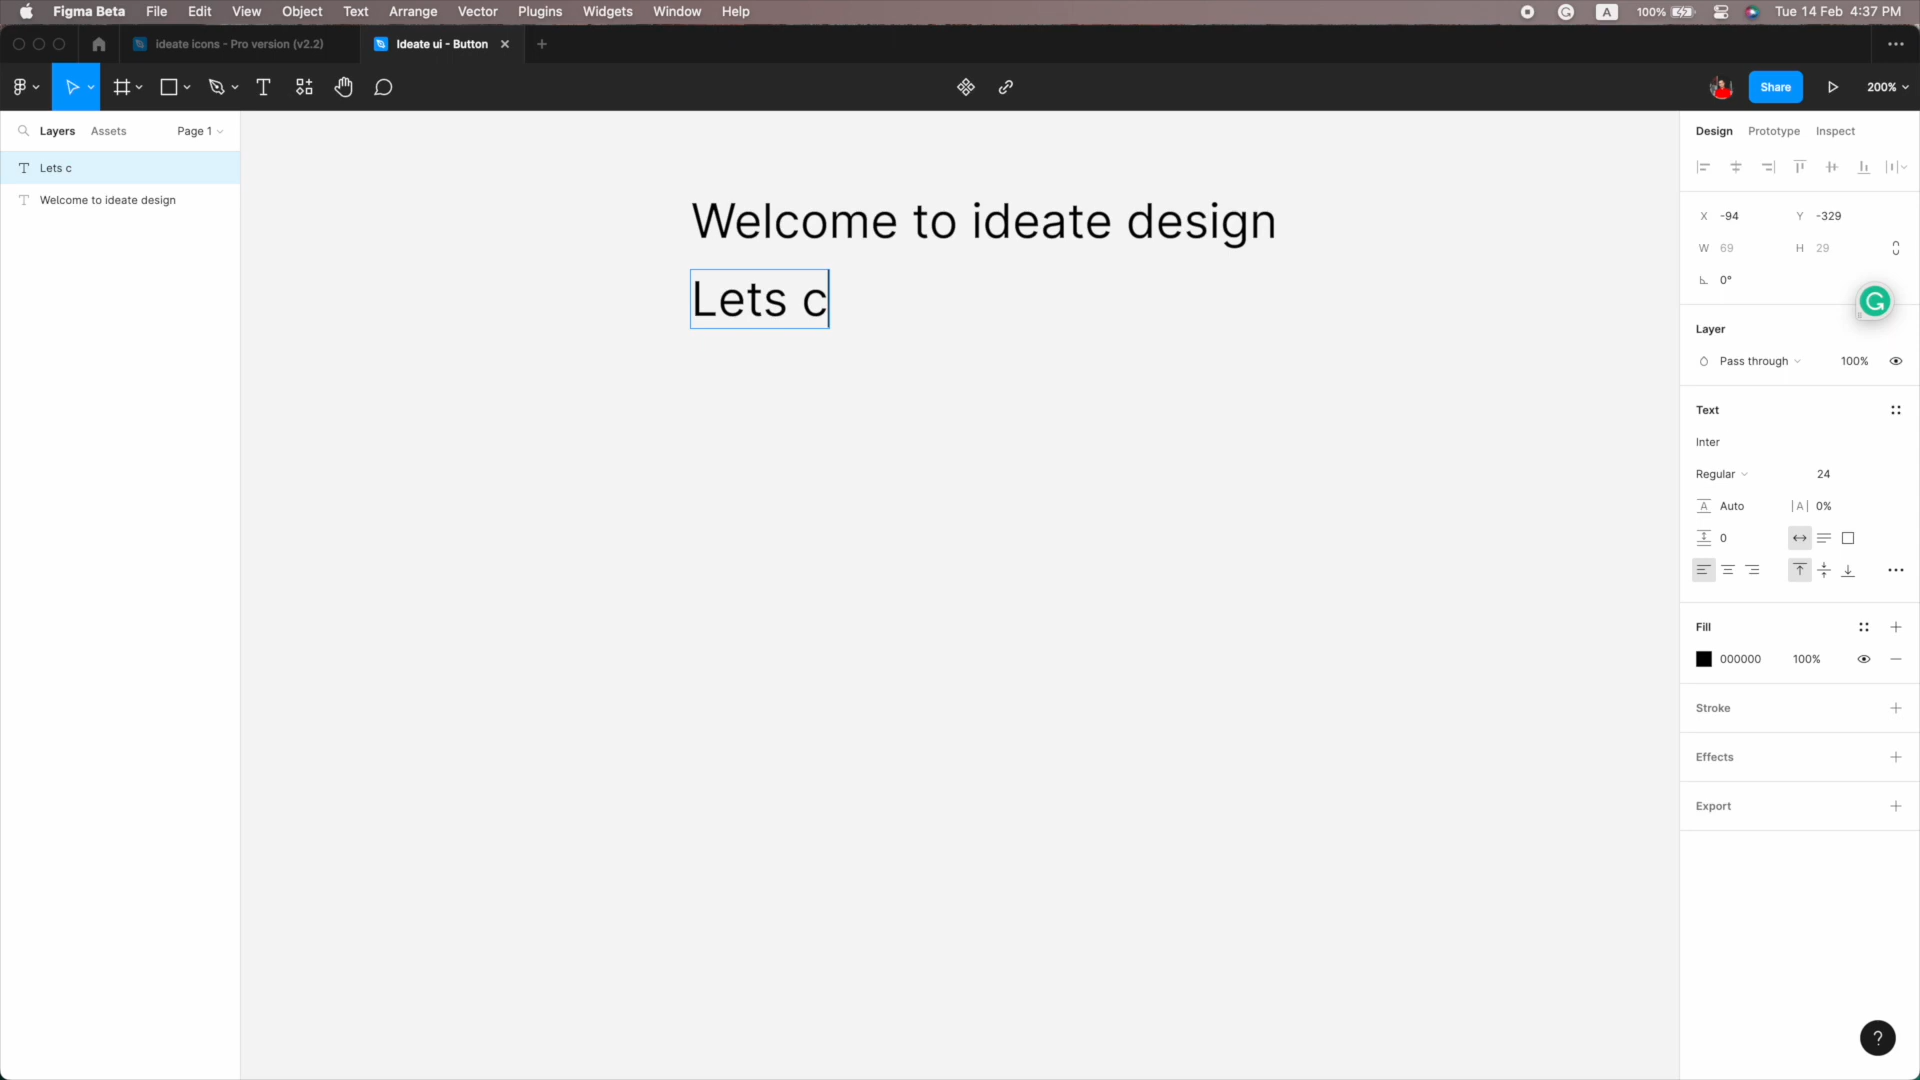 Figma Beta File Edit View Object Text Arrange Vector Plugins Widgets Window Help A 100% Tue 14 Feb 4:37 PM
ideate icons - Pro version (v2.2) Ideate ui - Button
Share 200%
Layers Assets Page 1
Lets c
Welcome to ideate design
Welcome to ideate design
Lets c
Design Prototype Inspect
X -94 Y -329
W 69 H 29
0°
Layer
Pass through 100%
Text
Inter
Regular 24
A Auto |A| 0%
0
Fill
000000 100%
Stroke
Effects
Export
?